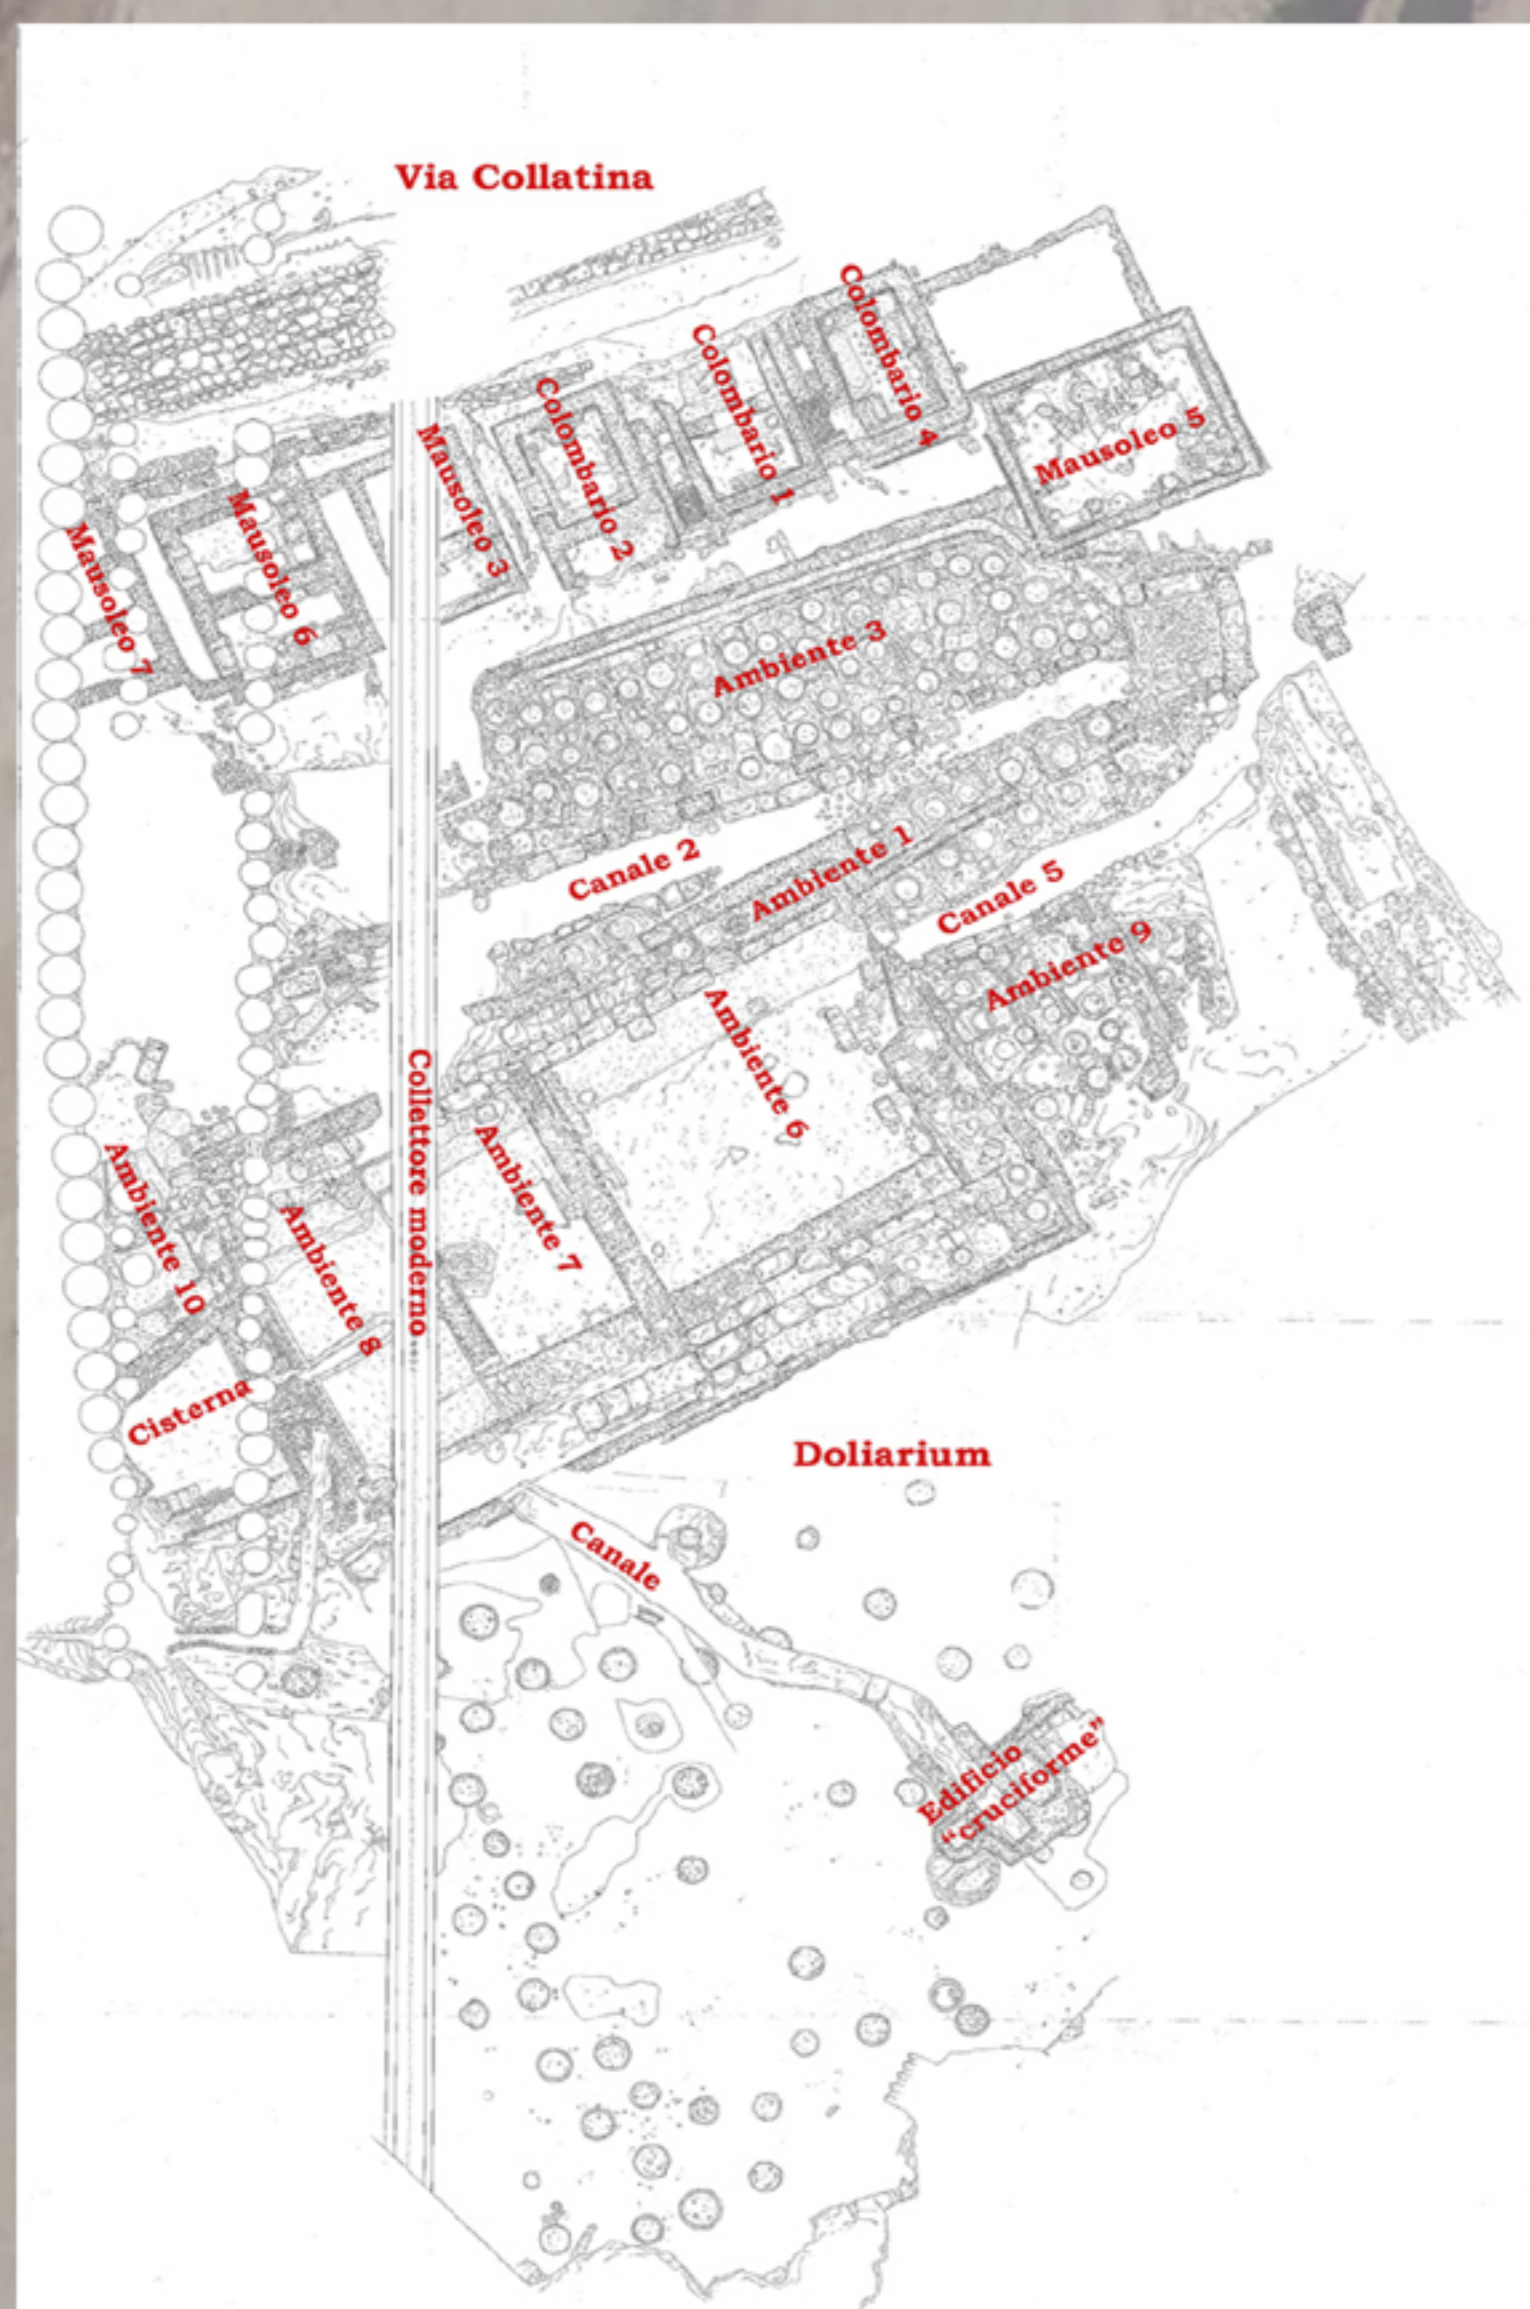 Via Collatina
Colombario 4
Colombario 1
Colombario 2
Mausoleo 5
Mausoleo 3
Mausoleo 6
Mausoleo 7
Ambiente 3
Canale 2
Ambiente 1
Canale 5
Ambiente 9
Ambiente 6
Collettore moderno
Ambiente 7
Ambiente 10
Ambiente 8
Cisterna
Doliarium
Canale
Edificio
“cruciforme”